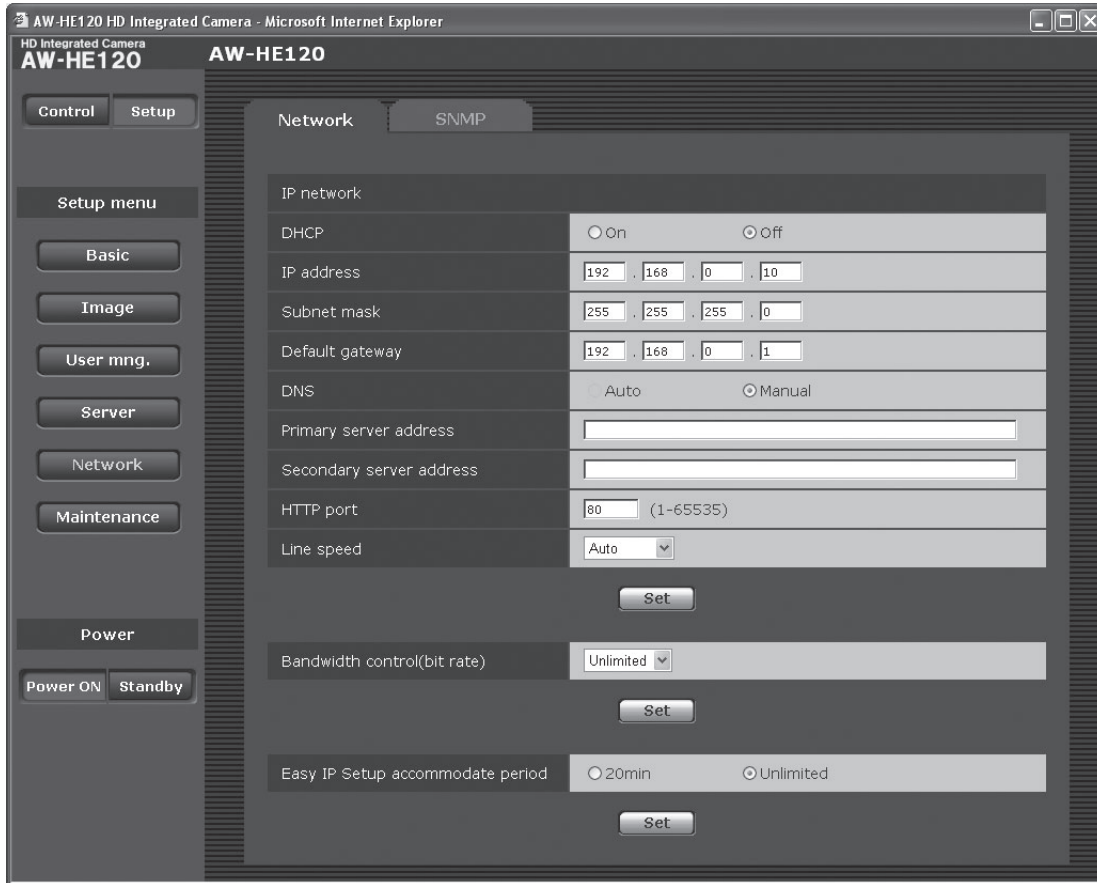 AW-HE120 HD Integrated Camera - Microsoft Internet Explorer
HD Integrated Camera
AW-HE120
AW-HE120
Control Setup
Network SNMP
Setup menu
Basic
Image
User mng.
Server
Network
Maintenance
Power
Power ON Standby
IP network
DHCP On Off
IP address 192 . 168 . 0 . 10
Subnet mask 255 . 255 . 255 . 0
Default gateway 192 . 168 . 0 . 1
DNS Auto Manual
Primary server address
Secondary server address
HTTP port 80 (1-65535)
Line speed Auto
Set
Bandwidth control(bit rate) Unlimited
Set
Easy IP Setup accommodate period 20min Unlimited
Set